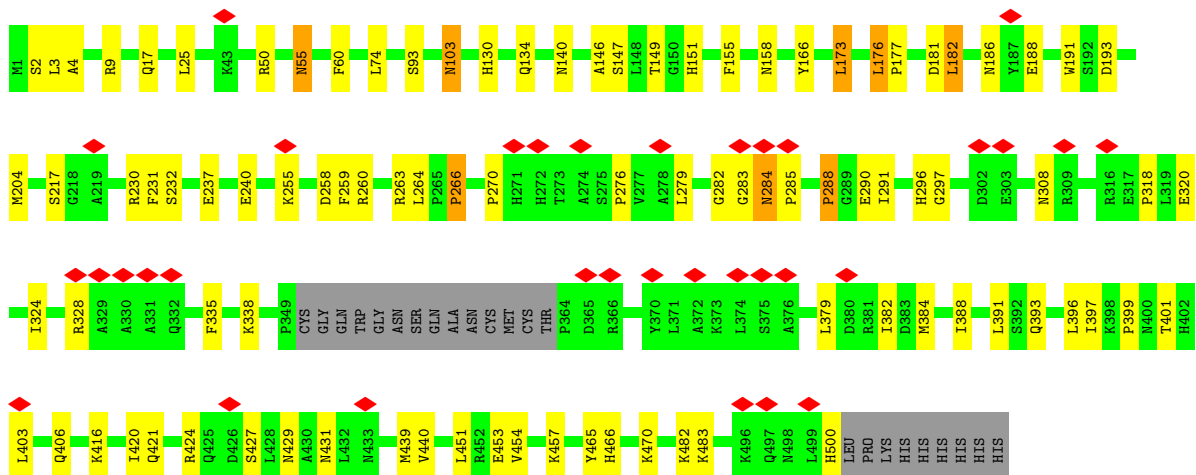 M1 S2 L3 A4 R9 Q17 L25 K43 R50 N55 F60 L74 S93 N103 H130 Q134 N140 A146 S147 L148 T149 G150 H151 F155 N158 Y166 L173 L176 P177 D181 L182 N186 Y187 E188 W191 S192 D193
M204 S217 G218 A219 R230 F231 S232 E237 E240 K255 D258 F259 R260 R263 L264 P265 P266 P270 H271 H272 T273 A274 S275 P276 V277 A278 L279 G282 G283 N284 P285 P288 G289 E290 I291 H296 G297 D302 E303 N308 R309 R316 E317 P318 L319 E320
I324 R328 A329 A330 A331 Q332 F335 K338 P349 CYS GLY GLN TRP GLY ASN SER GLN ALA ASN CYS MET CYS THR P364 D365 R366 Y370 L371 A372 K373 L374 S375 A376 L379 D380 R381 I382 D383 M384 I388 L391 S392 Q393 L396 I397 K398 P399 N400 T401 H402
L403 Q406 K416 I420 Q421 R424 Q425 D426 S427 L428 N429 A430 N431 L432 N433 M439 V440 L451 R452 E453 V454 K457 Y465 H466 K470 K482 K483 K496 Q497 N498 L499 H500 LEU PRO LYS HIS HIS HIS HIS HIS HIS